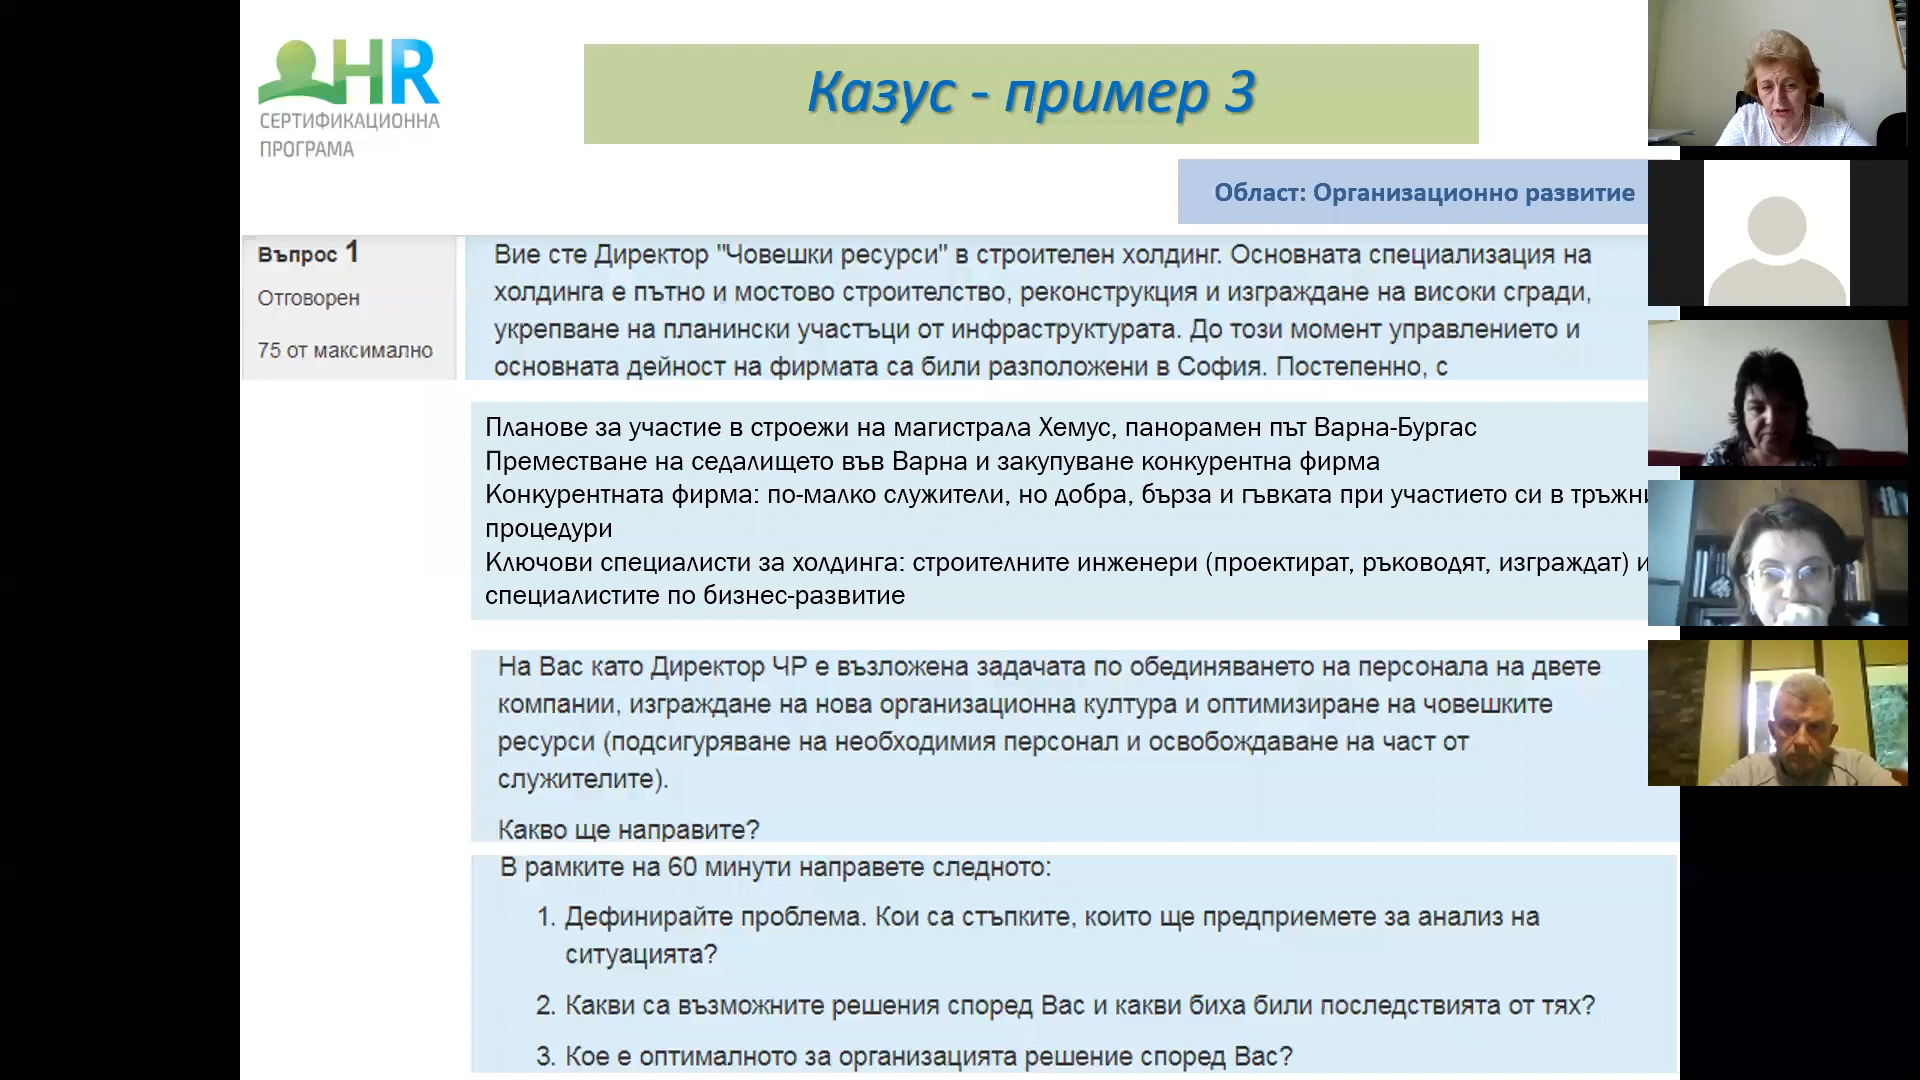 HR
СЕРТИФИКАЦИОННА
ПРОГРАМА
Казус - пример 3
Област: Организационно развитие
Въпрос 1
Отговорен
75 от максимално
Вие сте Директор "Човешки ресурси" в строителен холдинг. Основната специализация на
холдинга е пътно и мостово строителство, реконструкция и изграждане на високи сгради,
укрепване на планински участъци от инфраструктурата. До този момент управлението и
основната дейност на фирмата са били разположени в София. Постепенно, с
Планове за участие в строежи на магистрала Хемус, панорамен път Варна-Бургас
Преместване на седалището във Варна и закупуване конкурентна фирма
Конкурентната фирма: по-малко служители, но добра, бърза и гъвката при участието си в тръжни
процедури
Ключови специалисти за холдинга: строителните инженери (проектират, ръководят, изграждат) и
специалистите по бизнес-развитие
На Вас като Директор ЧР е възложена задачата по обединяването на персонала на двете
компании, изграждане на нова организационна култура и оптимизиране на човешките
ресурси (подсигуряване на необходимия персонал и освобождаване на част от
служителите).
Какво ще направите?
В рамките на 60 минути направете следното:
1. Дефинирайте проблема. Кои са стъпките, които ще предприемете за анализ на
ситуацията?
2. Какви са възможните решения според Вас и какви биха били последствията от тях?
3. Кое е оптималното за организацията решение според Вас?